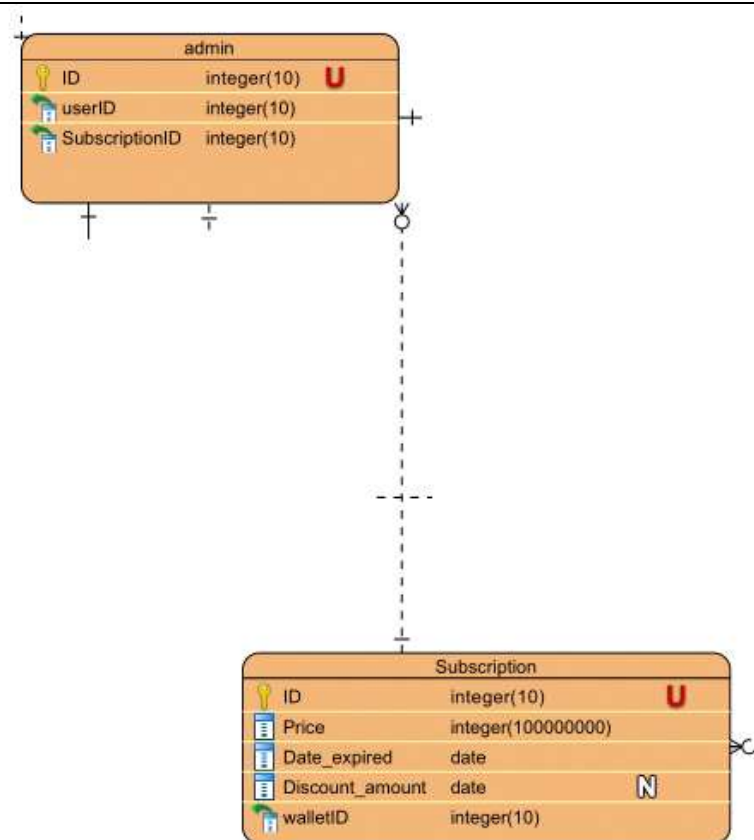 admin
ID integer(10) U
userID integer(10)
SubscriptionID integer(10)
Subscription
ID integer(10) U
Price integer(100000000)
Date_expired date
Discount_amount date N
walletID integer(10)